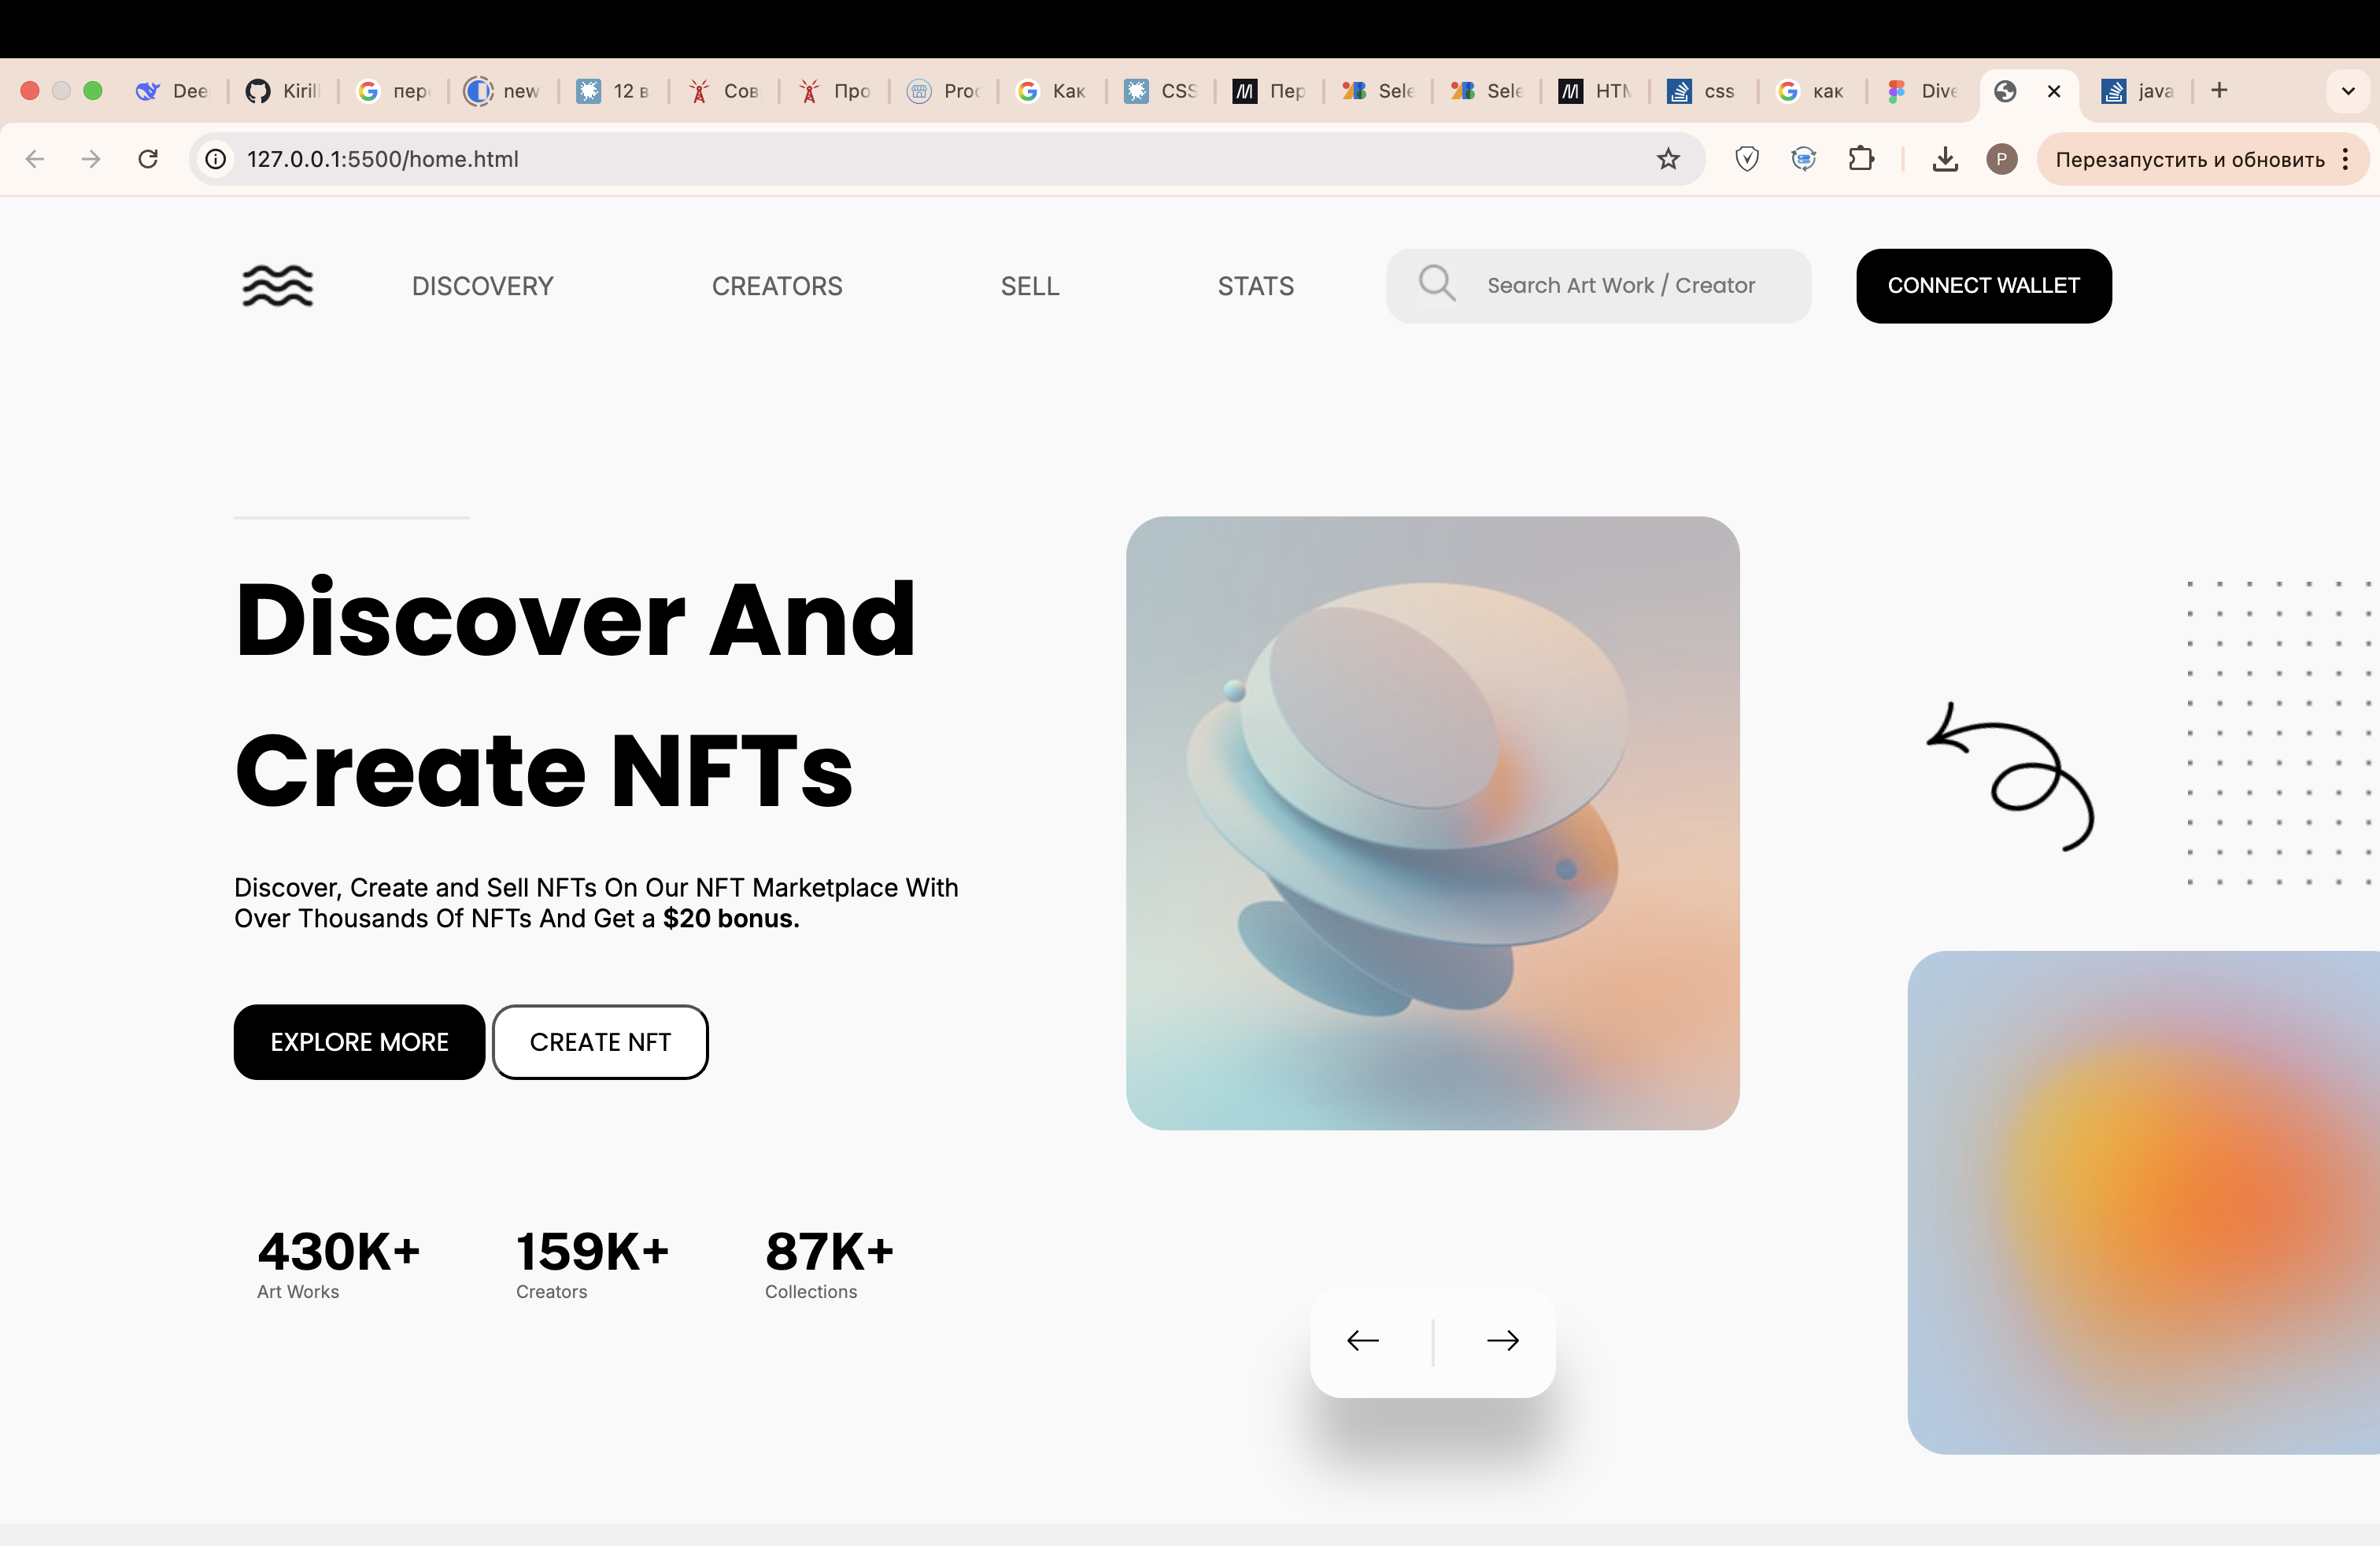 Dee
Kirill
пер
new
12 в
Сов
Про
Proc
Как
CSS
Пер
Sele
Sele
HTM
css
как
Dive
java
127.0.0.1:5500/home.html
P
Перезапустить и обновить
DISCOVERY
CREATORS
SELL
STATS
Search Art Work / Creator
CONNECT WALLET
Discover And
Create NFTs
Discover, Create and Sell NFTs On Our NFT Marketplace With
Over Thousands Of NFTs And Get a $20 bonus.
EXPLORE MORE
CREATE NFT
430K+
Art Works
159K+
Creators
87K+
Collections